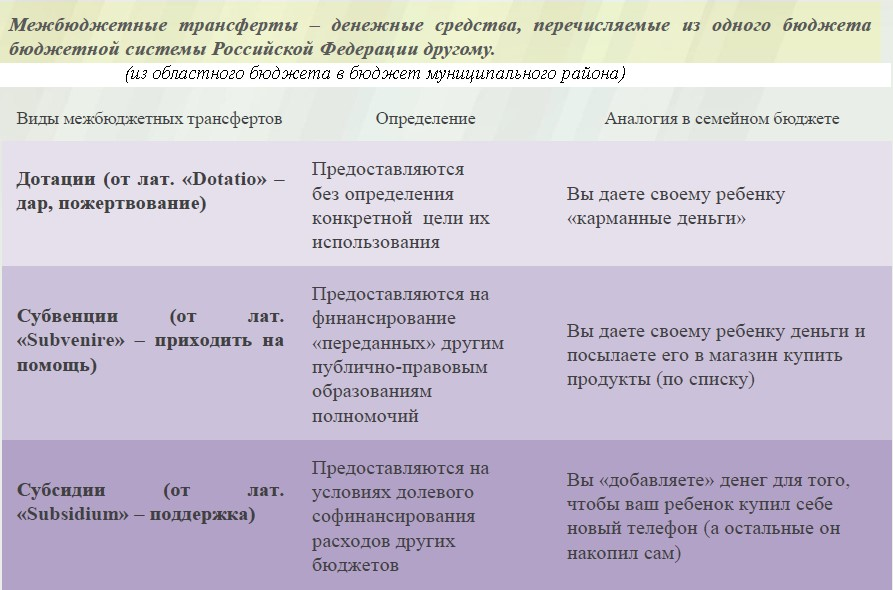 Межбюджетные трансферты – денежные средства, перечисляемые из одного бюджета
бюджетной системы Российской Федерации другому.
(из областного бюджета в бюджет муниципального района)
Виды межбюджетных трансфертов
Определение
Аналогия в семейном бюджете
Дотации (от лат. «Dotatio» –
дар, пожертвование)
Предоставляются
без определения
конкретной цели их
использования
Вы даете своему ребенку
«карманные деньги»
Субвенции (от лат.
«Subvenire» – приходить на
помощь)
Предоставляются на
финансирование
«переданных» другим
публично-правовым
образованиям
полномочий
Вы даете своему ребенку деньги и
посылаете его в магазин купить
продукты (по списку)
Субсидии (от лат.
«Subsidium» – поддержка)
Предоставляются на
условиях долевого
софинансирования
расходов других
бюджетов
Вы «добавляете» денег для того,
чтобы ваш ребенок купил себе
новый телефон (а остальные он
накопил сам)